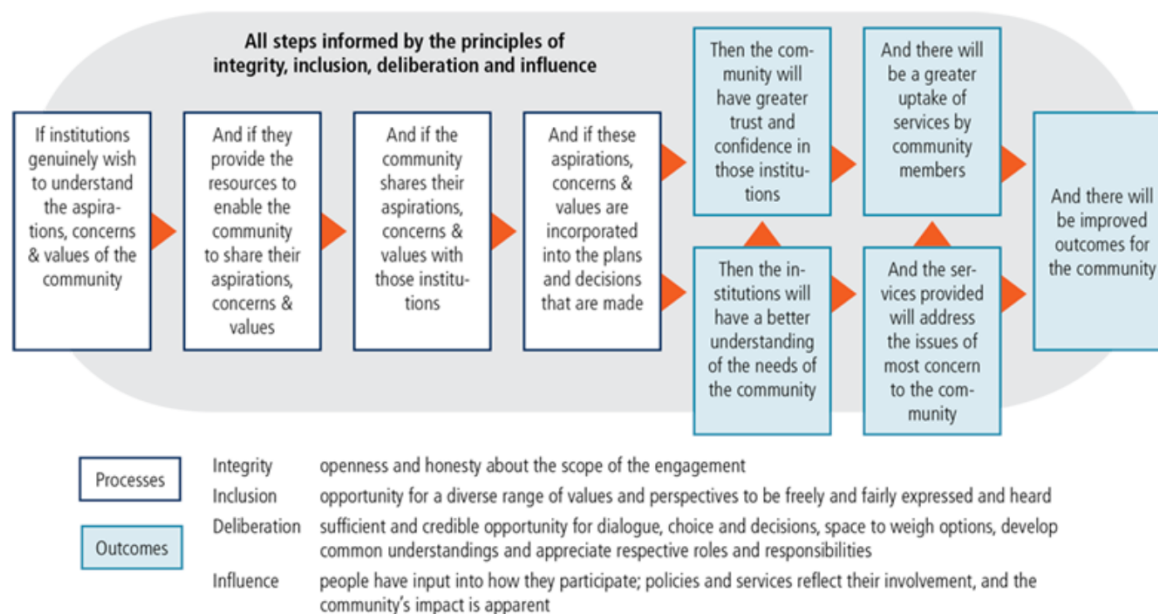 All steps informed by the principles of
integrity, inclusion, deliberation and influence
If institutions
genuinely wish
to understand
the aspira-
tions, concerns
& values of the
community
And if they
provide the
resources to
enable the
community
to share their
aspirations,
concerns &
values
And if the
community
shares their
aspirations,
concerns &
values with
those institu-
tions
And if these
aspirations,
concerns &
values are
incorporated
into the plans
and decisions
that are made
Then the com-
munity will
have greater
trust and
confidence in
those institu-
tions
And there will
be a greater
uptake of
services by
community
members
Then the in-
stitutions will
have a better
understanding
of the needs of
the community
And the ser-
vices provided
will address
the issues of
most concern
to the com-
munity
And there will
be improved
outcomes for
the community
Processes
Outcomes
Integrity openness and honesty about the scope of the engagement
Inclusion opportunity for a diverse range of values and perspectives to be freely and fairly expressed and heard
Deliberation sufficient and credible opportunity for dialogue, choice and decisions, space to weigh options, develop
common understandings and appreciate respective roles and responsibilities
Influence people have input into how they participate; policies and services reflect their involvement, and the
community's impact is apparent